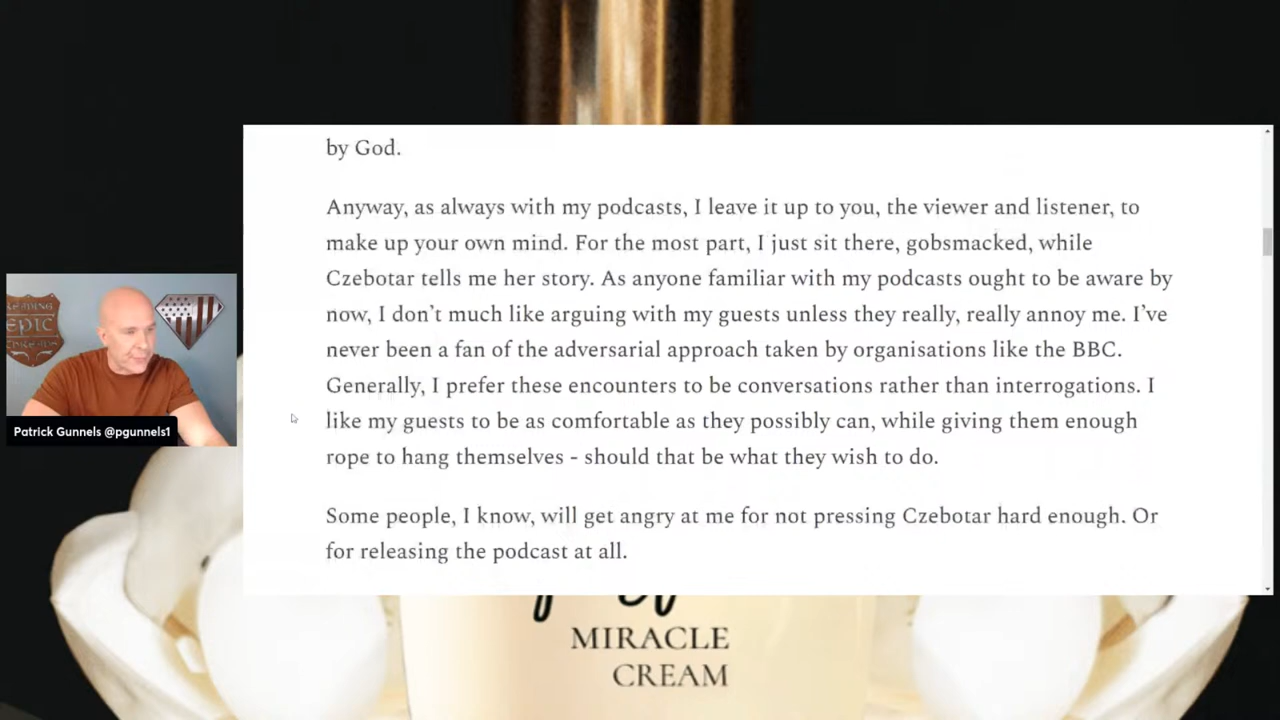 by God.
Anyway, as always with my podcasts, I leave it up to you, the viewer and listener, to
make up your own mind. For the most part, I just sit there, gobsmacked, while
Czebotar tells me her story. As anyone familiar with my podcasts ought to be aware by
now, I don’t much like arguing with my guests unless they really, really annoy me. I’ve
never been a fan of the adversarial approach taken by organisations like the BBC.
Generally, I prefer these encounters to be conversations rather than interrogations. I
like my guests to be as comfortable as they possibly can, while giving them enough
rope to hang themselves - should that be what they wish to do.
Some people, I know, will get angry at me for not pressing Czebotar hard enough. Or
for releasing the podcast at all.
EPIC
Patrick Gunnels @pgunnels1
MIRACLE
CREAM